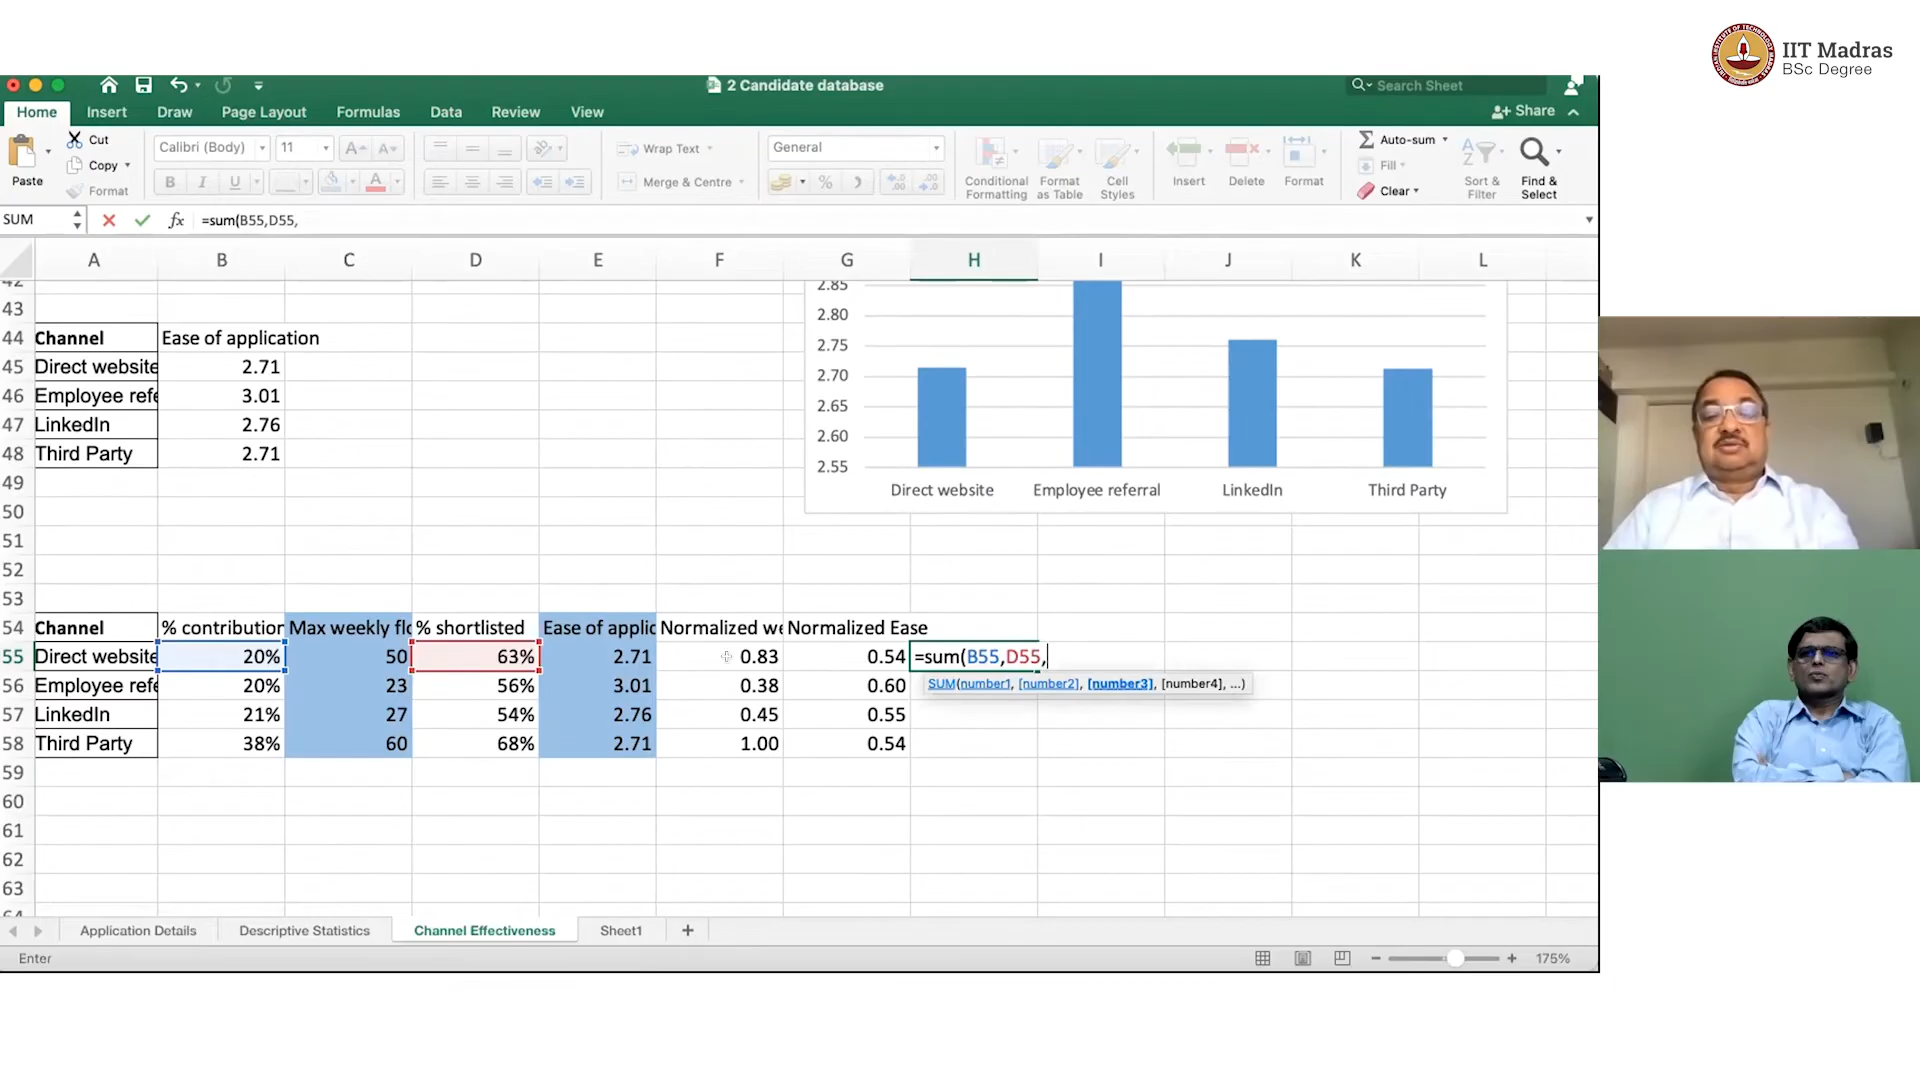 IIT Madras
BSc Degree
2 Candidate database
Search Sheet
Home Insert Draw Page Layout Formulas Data Review View
Share
Paste
Cut
Copy
Format
Calibri (Body) 11
B I U
Wrap Text
Merge & Centre
General
Conditional Formatting
Format as Table
Cell Styles
Insert Delete Format
Auto-sum
Fill
Clear
Sort & Filter
Find & Select
SUM fx =sum(B55,D55,
A B C D E F G H I J K L
43
44 Channel Ease of application
45 Direct website 2.71
46 Employee refe 3.01
47 LinkedIn 2.76
48 Third Party 2.71
49
50
51
52
53
2.85
2.80
2.75
2.70
2.65
2.60
2.55
Direct website Employee referral LinkedIn Third Party
54 Channel % contribution Max weekly flo % shortlisted Ease of applic Normalized we Normalized Ease
55 Direct website 20% 50 63% 2.71 0.83 0.54 =sum(B55,D55,
SUM(number1, [number2], [number3], [number4], ...)
56 Employee refe 20% 23 56% 3.01 0.38 0.60
57 LinkedIn 21% 27 54% 2.76 0.45 0.55
58 Third Party 38% 60 68% 2.71 1.00 0.54
59
60
61
62
63
Application Details Descriptive Statistics Channel Effectiveness Sheet1 +
Enter
175%